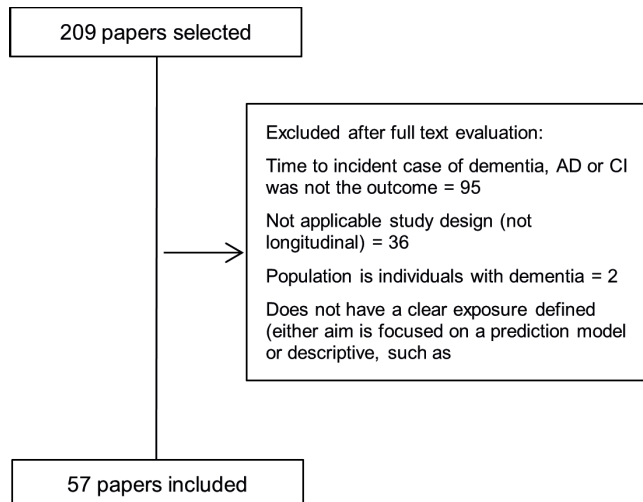 209 papers selected
Excluded after full text evaluation:
Time to incident case of dementia, AD or CI
was not the outcome = 95
Not applicable study design (not
longitudinal) = 36
Population is individuals with dementia = 2
Does not have a clear exposure defined
(either aim is focused on a prediction model
or descriptive, such as
57 papers included